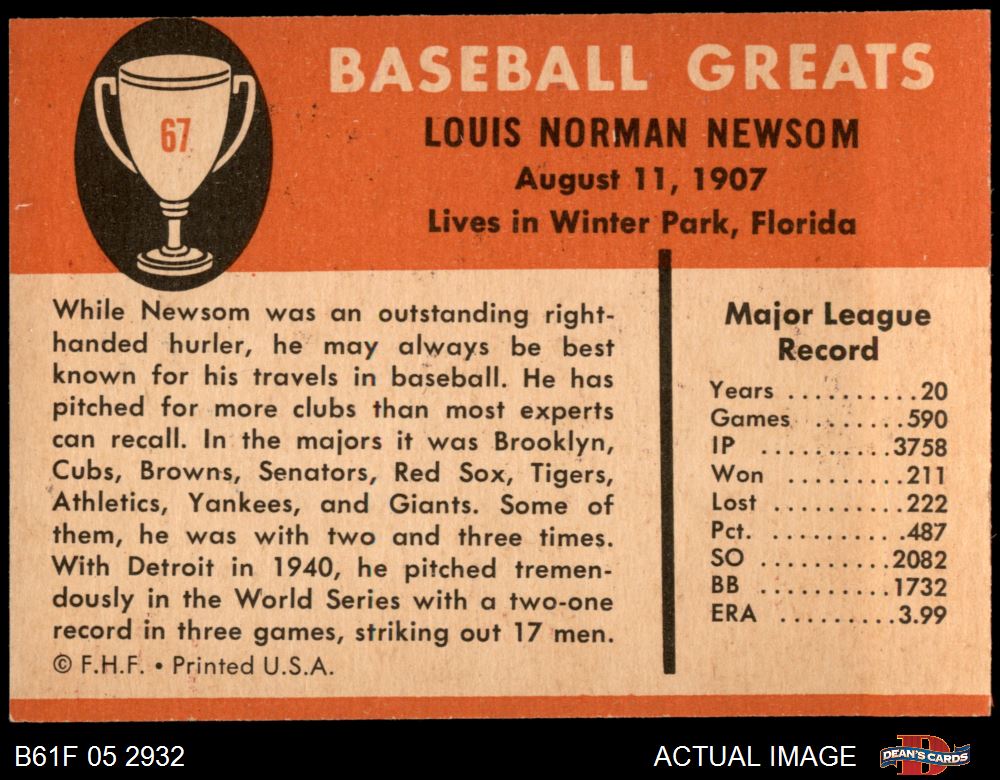 67
BASEBALL GREATS
LOUIS NORMAN NEWSOM
August 11, 1907
Lives in Winter Park, Florida
While Newsom was an outstanding right-
handed hurler, he may always be best
known for his travels in baseball. He has
pitched for more clubs than most experts
can recall. In the majors it was Brooklyn,
Cubs, Browns, Senators, Red Sox, Tigers,
Athletics, Yankees, and Giants. Some of
them, he was with two and three times.
With Detroit in 1940, he pitched tremen-
dously in the World Series with a two-one
record in three games, striking out 17 men.
© F.H.F. • Printed U.S.A.
Major League
Record
Years ..........20
Games .......590
IP ..........3758
Won .........211
Lost ..........222
Pct. ..........487
SO ..........2082
BB ..........1732
ERA .........3.99
B61F 05 2932
ACTUAL IMAGE
DEAN'S CARDS